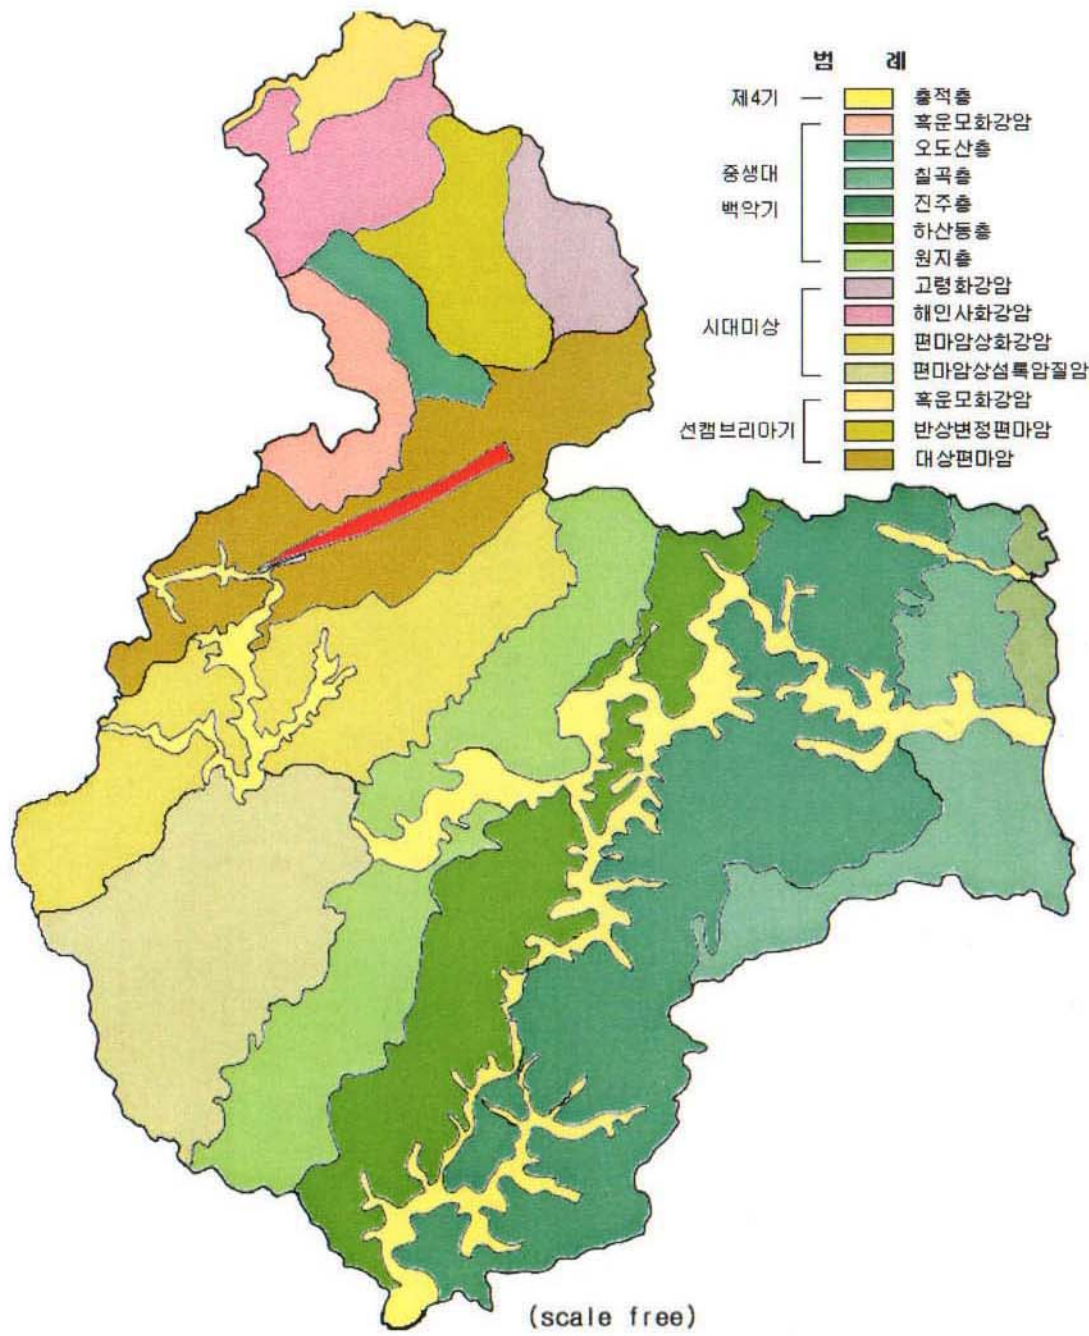 범 례
제4기
충적층
흑운모화강암
오도산층
중생대
칠곡층
백악기
진주층
하산동층
원지층
고령화강암
시대미상
해인사화강암
편마암상화강암
편마암상섬록암질암
흑운모화강암
선캠브리아기
반상변정편마암
대상편마암
(scale free)